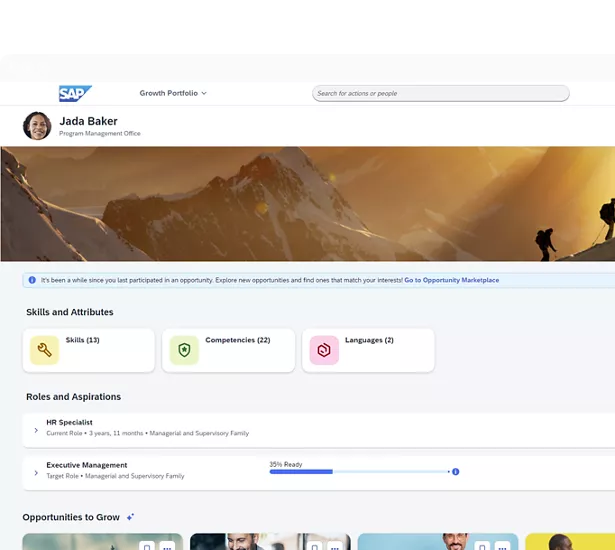 SAP
Growth Portfolio
Search for actions or people
Jada Baker
Program Management Office
It's been a while since you last participated in an opportunity. Explore new opportunities and find ones that match your interests! Go to Opportunity Marketplace
Skills and Attributes
Skills (13)
Competencies (22)
Languages (2)
Roles and Aspirations
HR Specialist
Current Role • 3 years, 11 months • Managerial and Supervisory Family
Executive Management
Target Role • Managerial and Supervisory Family
35% Ready
Opportunities to Grow